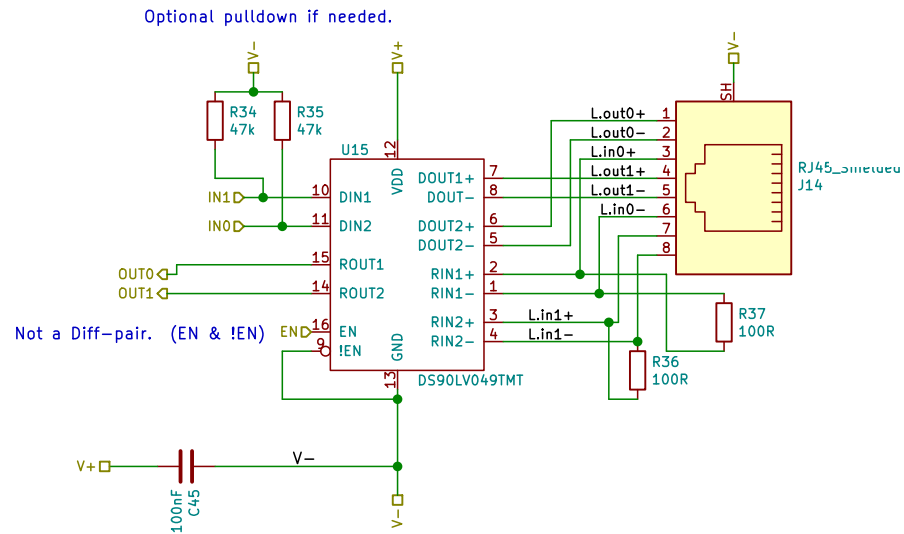 Optional pulldown if needed.
V-
V+
V-
R34
47k
R35
47k
SH
U15
12
VDD
L.out0+
1
L.out0-
2
L.in0+
3
L.out1+
4
L.out1-
5
L.in0-
6
7
8
RJ45_Shielded
J14
DOUT1+
7
DOUT-
8
DOUT2+
6
DOUT2-
5
RIN1+
2
RIN1-
1
RIN2+
3
L.in1+
RIN2-
4
L.in1-
IN1
10
DIN1
IN0
11
DIN2
OUT0
15
ROUT1
OUT1
14
ROUT2
Not a Diff-pair. (EN & !EN)
EN
16
EN
9
!EN
GND
13
DS90LV049TMT
R37
100R
R36
100R
V+
V-
100nF
C45
V-